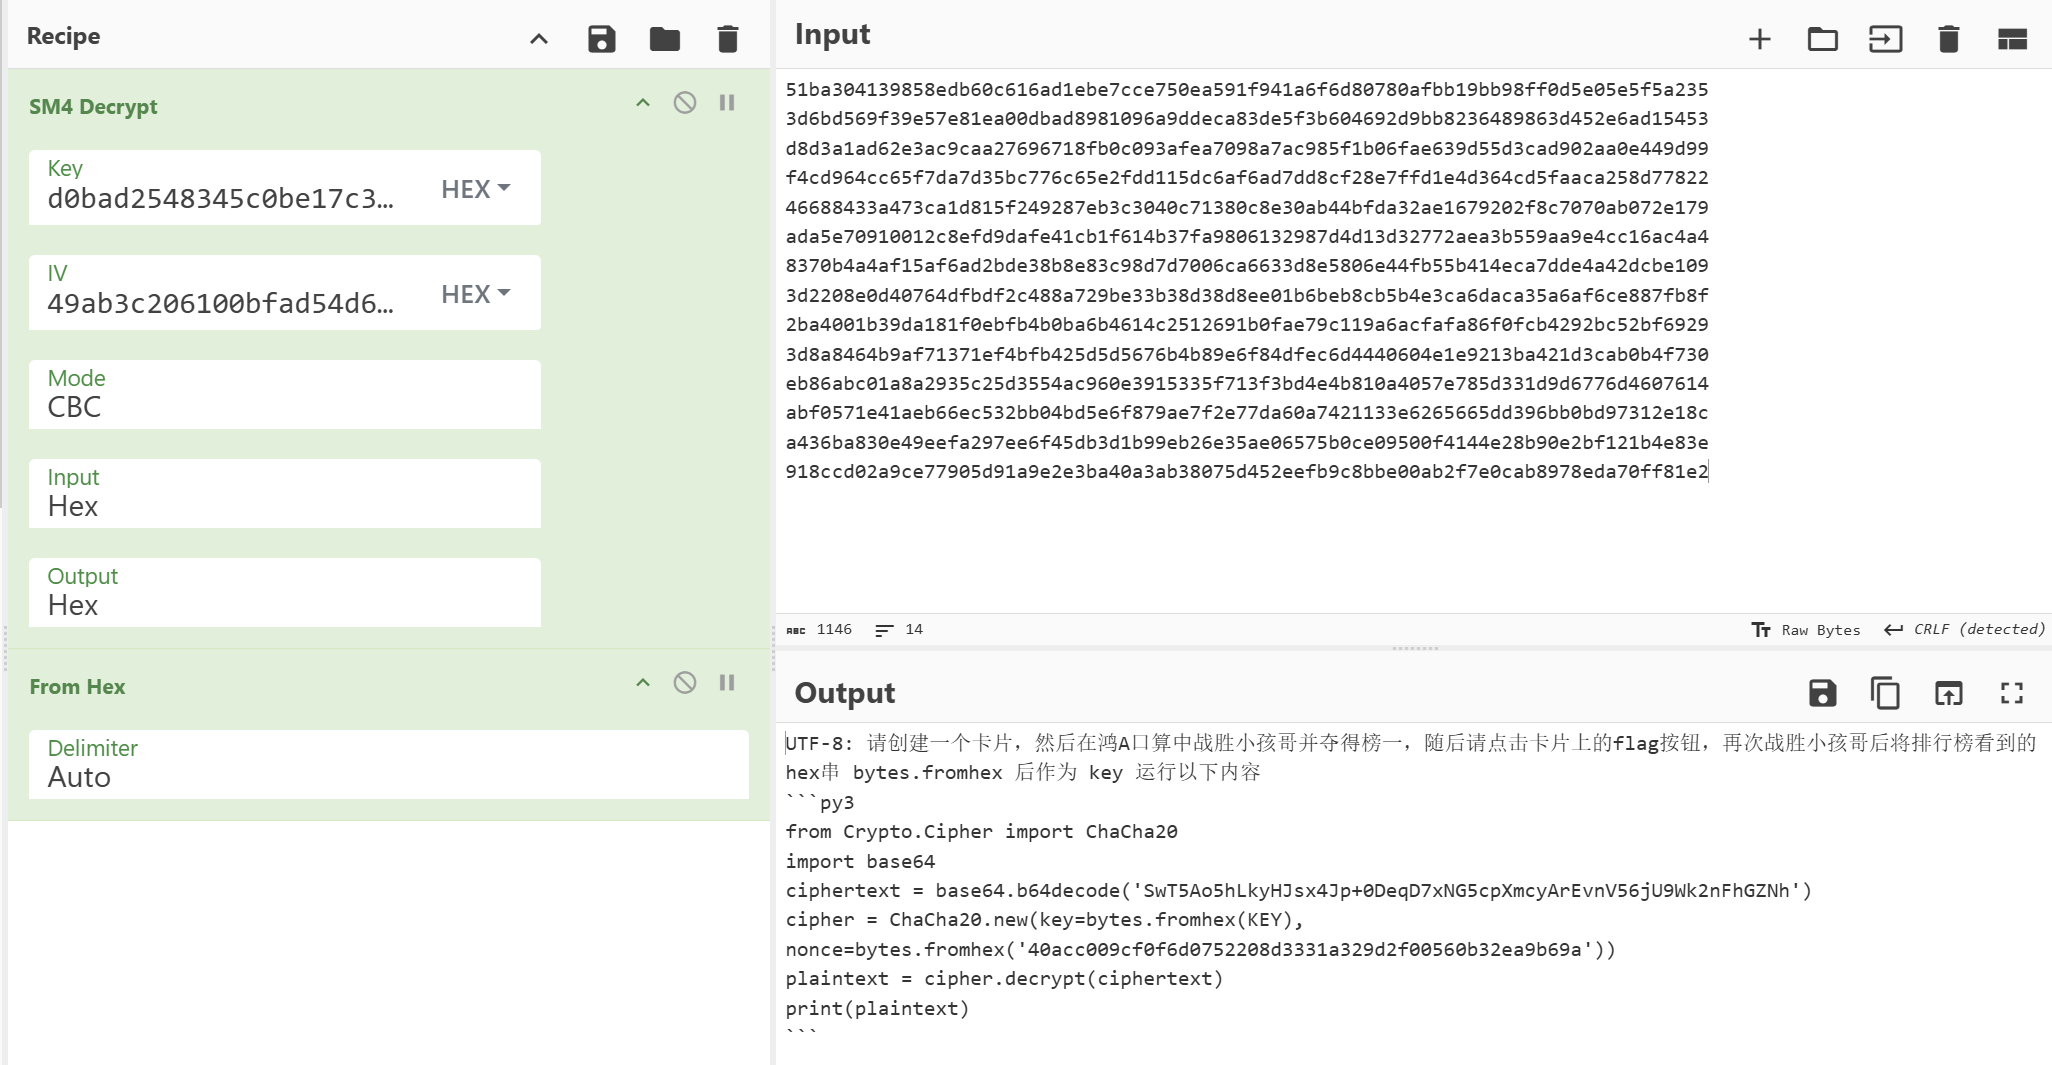 Recipe
SM4 Decrypt
Key
d0bad2548345c0be17c3…
HEX
IV
49ab3c206100bfad54d6…
HEX
Mode
CBC
Input
Hex
Output
Hex
From Hex
Delimiter
Auto
Input
51ba304139858edb60c616ad1ebe7cce750ea591f941a6f6d80780afbb19bb98ff0d5e05e5f5a235
3d6bd569f39e57e81ea00dbad8981096a9ddeca83de5f3b604692d9bb8236489863d452e6ad15453
d8d3a1ad62e3ac9caa27696718fb0c093afea7098a7ac985f1b06fae639d55d3cad902aa0e449d99
f4cd964cc65f7da7d35bc776c65e2fdd115dc6af6ad7dd8cf28e7ffd1e4d364cd5faaca258d77822
46688433a473ca1d815f249287eb3c3040c71380c8e30ab44bfda32ae1679202f8c7070ab072e179
ada5e70910012c8efd9dafe41cb1f614b37fa9806132987d4d13d32772aea3b559aa9e4cc16ac4a4
8370b4a4af15af6ad2bde38b8e83c98d7d7006ca6633d8e5806e44fb55b414eca7dde4a42dcbe109
3d2208e0d40764dfbdf2c488a729be33b38d38d8ee01b6beb8cb5b4e3ca6daca35a6af6ce887fb8f
2ba4001b39da181f0ebfb4b0ba6b4614c2512691b0fae79c119a6acfafa86f0fcb4292bc52bf6929
3d8a8464b9af71371ef4bfb425d5d5676b4b89e6f84dfec6d4440604e1e9213ba421d3cab0b4f730
eb86abc01a8a2935c25d3554ac960e3915335f713f3bd4e4b810a4057e785d331d9d6776d4607614
abf0571e41aeb66ec532bb04bd5e6f879ae7f2e77da60a7421133e6265665dd396bb0bd97312e18c
a436ba830e49eefa297ee6f45db3d1b99eb26e35ae06575b0ce09500f4144e28b90e2bf121b4e83e
918ccd02a9ce77905d91a9e2e3ba40a3ab38075d452eefb9c8bbe00ab2f7e0cab8978eda70ff81e2
ABC 1146 14
Raw Bytes CRLF (detected)
Output
UTF-8: 请创建一个卡片，然后在鸿A口算中战胜小孩哥并夺得榜一，随后请点击卡片上的flag按钮，再次战胜小孩哥后将排行榜看到的
hex串 bytes.fromhex 后作为 key 运行以下内容
```py3
from Crypto.Cipher import ChaCha20
import base64
ciphertext = base64.b64decode('SwT5Ao5hLkyHJsx4Jp+0DeqD7xNG5cpXmcyArEvnV56jU9Wk2nFhGZNh')
cipher = ChaCha20.new(key=bytes.fromhex(KEY),
nonce=bytes.fromhex('40acc009cf0f6d0752208d3331a329d2f00560b32ea9b69a'))
plaintext = cipher.decrypt(ciphertext)
print(plaintext)
```